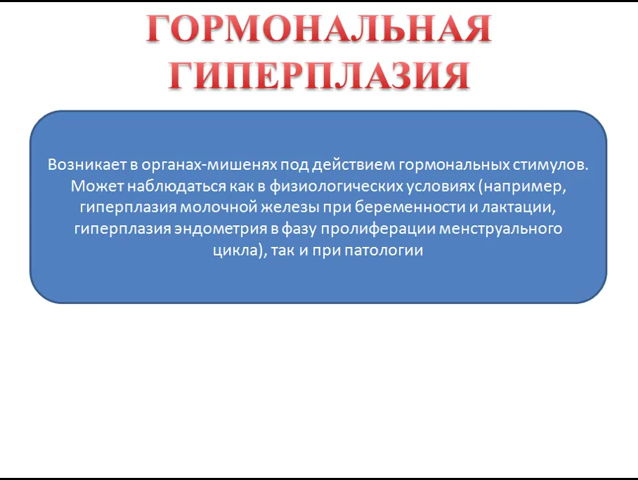 ГОРМОНАЛЬНАЯ
ГИПЕРПЛАЗИЯ
Возникает в органах-мишенях под действием гормональных стимулов.
Может наблюдаться как в физиологических условиях (например,
гиперплазия молочной железы при беременности и лактации,
гиперплазия эндометрия в фазу пролиферации менструального
цикла), так и при патологии